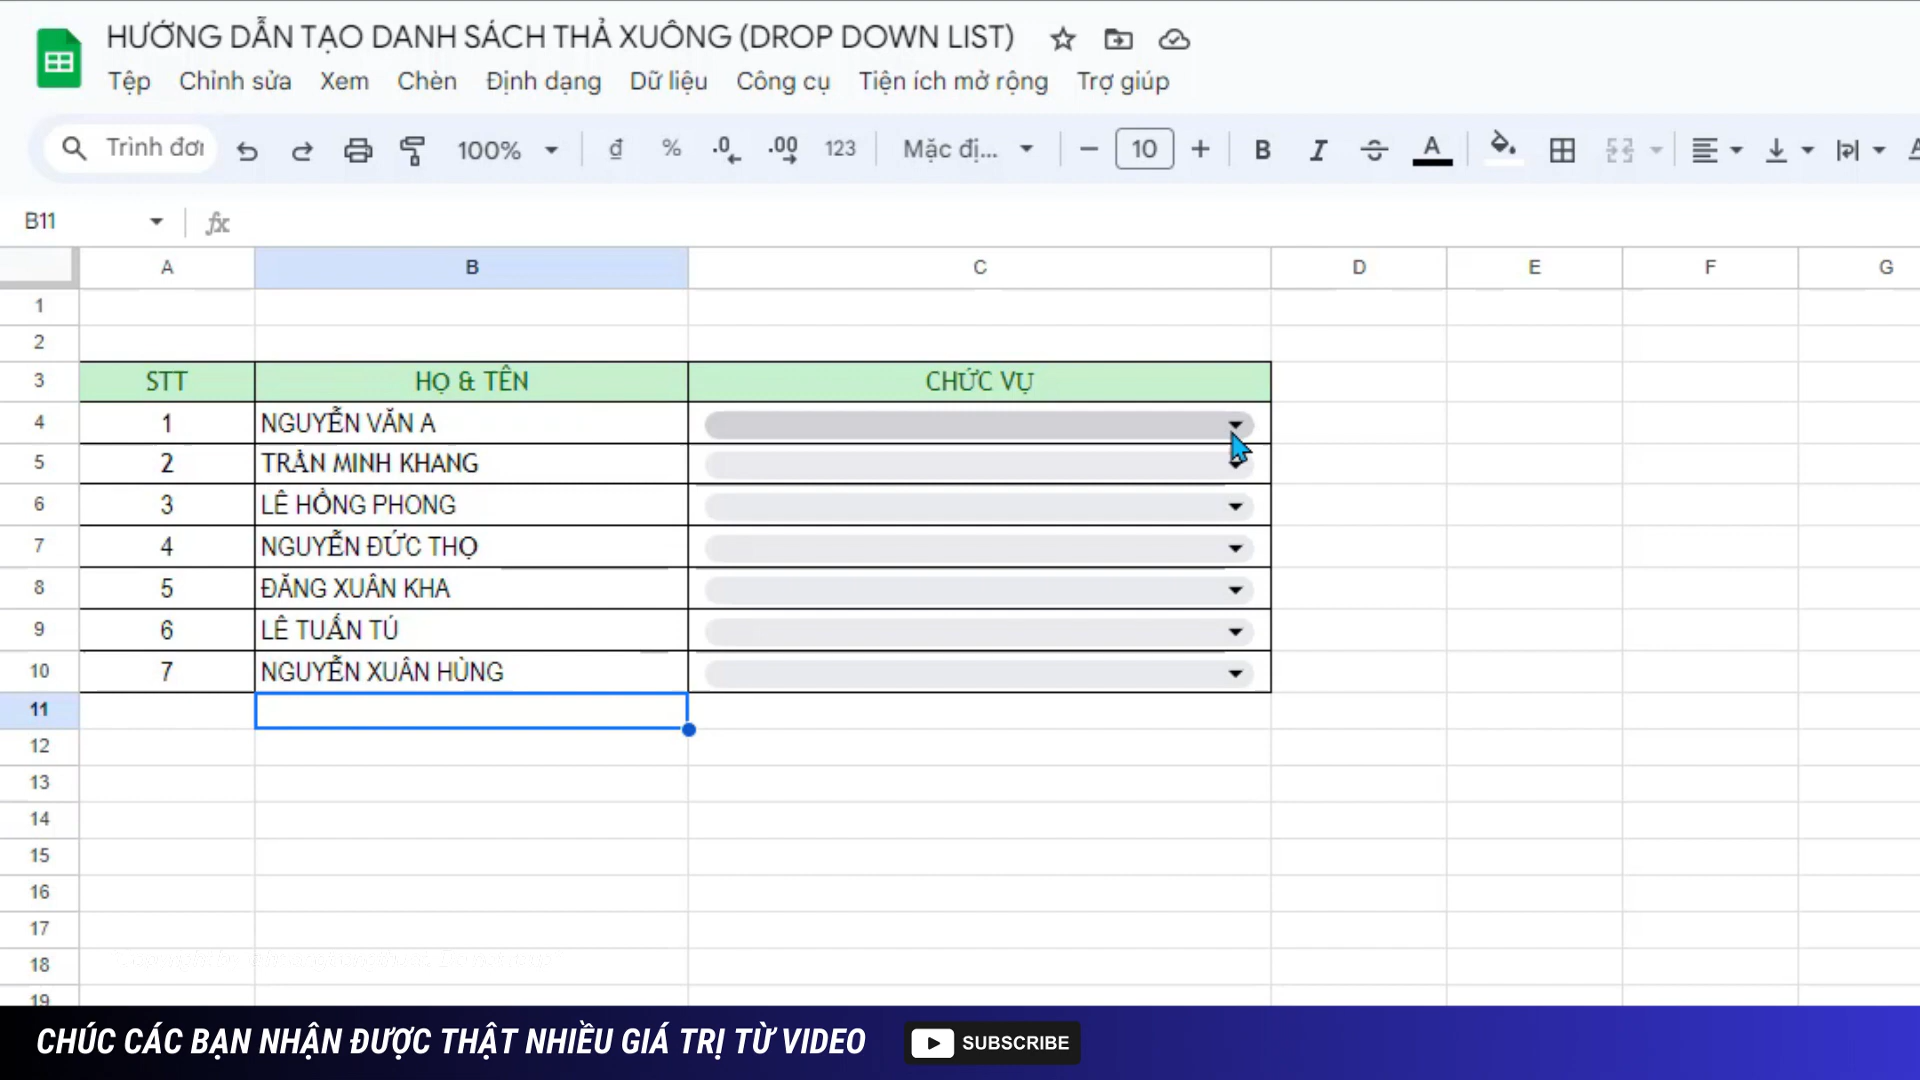 HƯỚNG DẪN TẠO DANH SÁCH THẢ XUÔNG (DROP DOWN LIST)
Tệp Chỉnh sửa Xem Chèn Định dạng Dữ liệu Công cụ Tiện ích mở rộng Trợ giúp
Trình đơn 100% đ % .0 .00 123 Mặc đị... 10 B I A
B11 fx
A B C D E F G
1
2
3 STT HỌ & TÊN CHỨC VỤ
4 1 NGUYỄN VĂN A
5 2 TRẦN MINH KHANG
6 3 LÊ HỒNG PHONG
7 4 NGUYỄN ĐỨC THỌ
8 5 ĐĂNG XUÂN KHA
9 6 LÊ TUẤN TÚ
10 7 NGUYỄN XUÂN HÙNG
11
12
13
14
15
16
17
18
19
CHÚC CÁC BẠN NHẬN ĐƯỢC THẬT NHIỀU GIÁ TRỊ TỪ VIDEO SUBSCRIBE